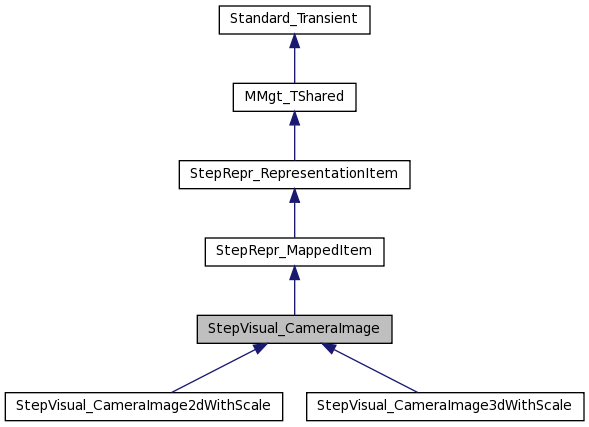 Standard_Transient
MMgt_TShared
StepRepr_RepresentationItem
StepRepr_MappedItem
StepVisual_CameraImage
StepVisual_CameraImage2dWithScale
StepVisual_CameraImage3dWithScale